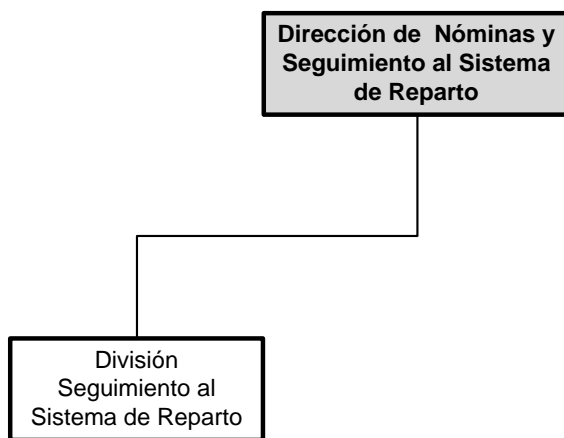 Dirección de  Nóminas y
Seguimiento al Sistema
de Reparto
División
Seguimiento al
Sistema de Reparto